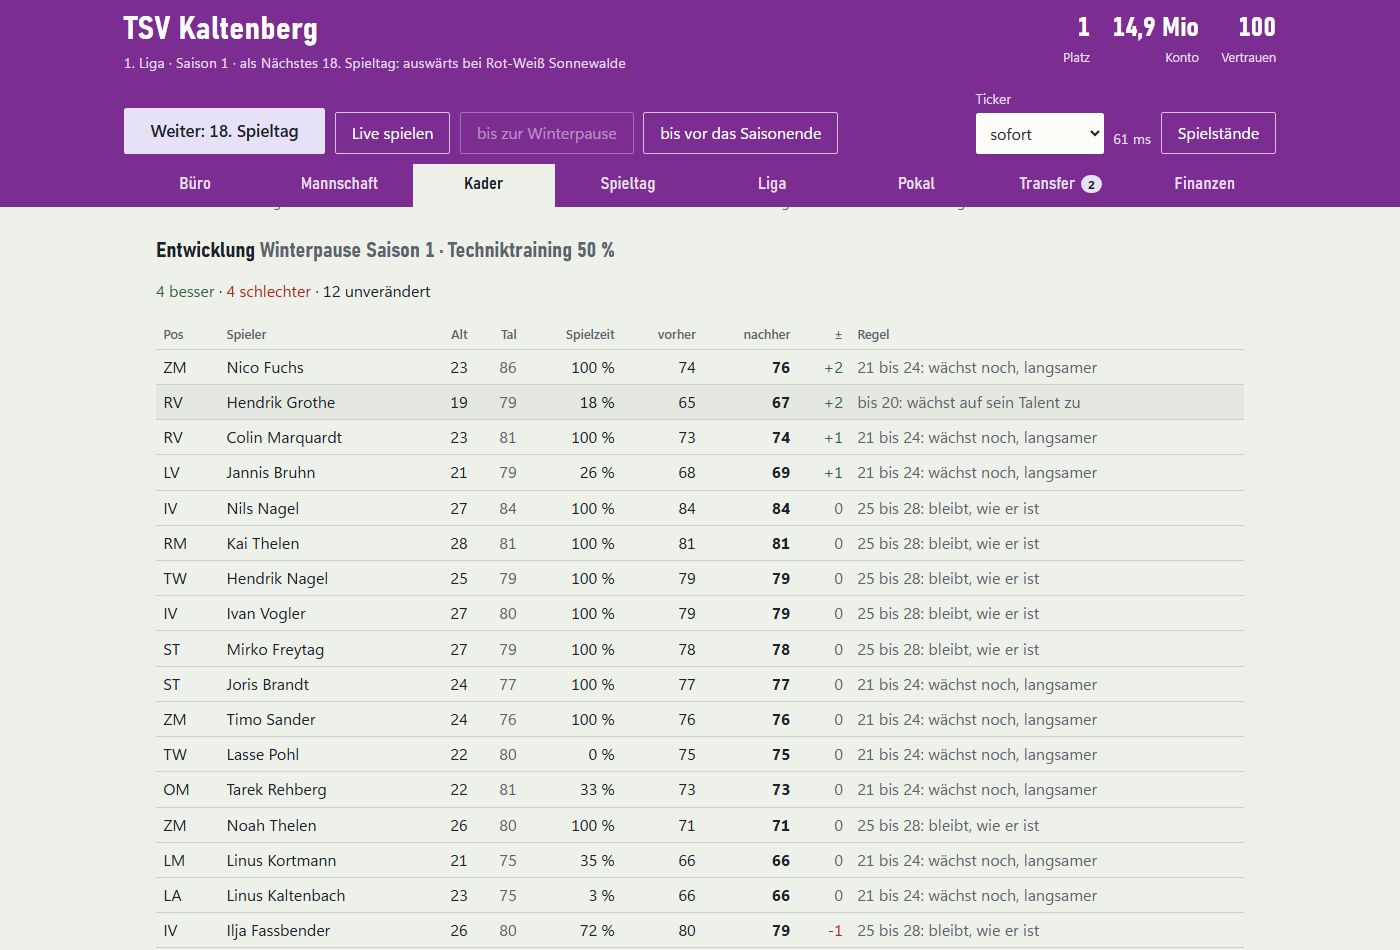 TSV Kaltenberg
1. Liga · Saison 1 · als Nächstes 18. Spieltag: auswärts bei Rot-Weiß Sonnewalde
1 14,9 Mio 100
Platz Konto Vertrauen
Weiter: 18. Spieltag Live spielen bis zur Winterpause bis vor das Saisonende
Ticker
sofort 61 ms Spielstände
Büro Mannschaft Kader Spieltag Liga Pokal Transfer 2 Finanzen
Entwicklung Winterpause Saison 1 · Techniktraining 50 %
4 besser · 4 schlechter · 12 unverändert
Pos Spieler Alt Tal Spielzeit vorher nachher ± Regel
ZM Nico Fuchs 23 86 100 % 74 76 +2 21 bis 24: wächst noch, langsamer
RV Hendrik Grothe 19 79 18 % 65 67 +2 bis 20: wächst auf sein Talent zu
RV Colin Marquardt 23 81 100 % 73 74 +1 21 bis 24: wächst noch, langsamer
LV Jannis Bruhn 21 79 26 % 68 69 +1 21 bis 24: wächst noch, langsamer
IV Nils Nagel 27 84 100 % 84 84 0 25 bis 28: bleibt, wie er ist
RM Kai Thelen 28 81 100 % 81 81 0 25 bis 28: bleibt, wie er ist
TW Hendrik Nagel 25 79 100 % 79 79 0 25 bis 28: bleibt, wie er ist
IV Ivan Vogler 27 80 100 % 79 79 0 25 bis 28: bleibt, wie er ist
ST Mirko Freytag 27 79 100 % 78 78 0 25 bis 28: bleibt, wie er ist
ST Joris Brandt 24 77 100 % 77 77 0 21 bis 24: wächst noch, langsamer
ZM Timo Sander 24 76 100 % 76 76 0 21 bis 24: wächst noch, langsamer
TW Lasse Pohl 22 80 0 % 75 75 0 21 bis 24: wächst noch, langsamer
OM Tarek Rehberg 22 81 33 % 73 73 0 21 bis 24: wächst noch, langsamer
ZM Noah Thelen 26 80 100 % 71 71 0 25 bis 28: bleibt, wie er ist
LM Linus Kortmann 21 75 35 % 66 66 0 21 bis 24: wächst noch, langsamer
LA Linus Kaltenbach 23 75 3 % 66 66 0 21 bis 24: wächst noch, langsamer
IV Ilja Fassbender 26 80 72 % 80 79 -1 25 bis 28: bleibt, wie er ist